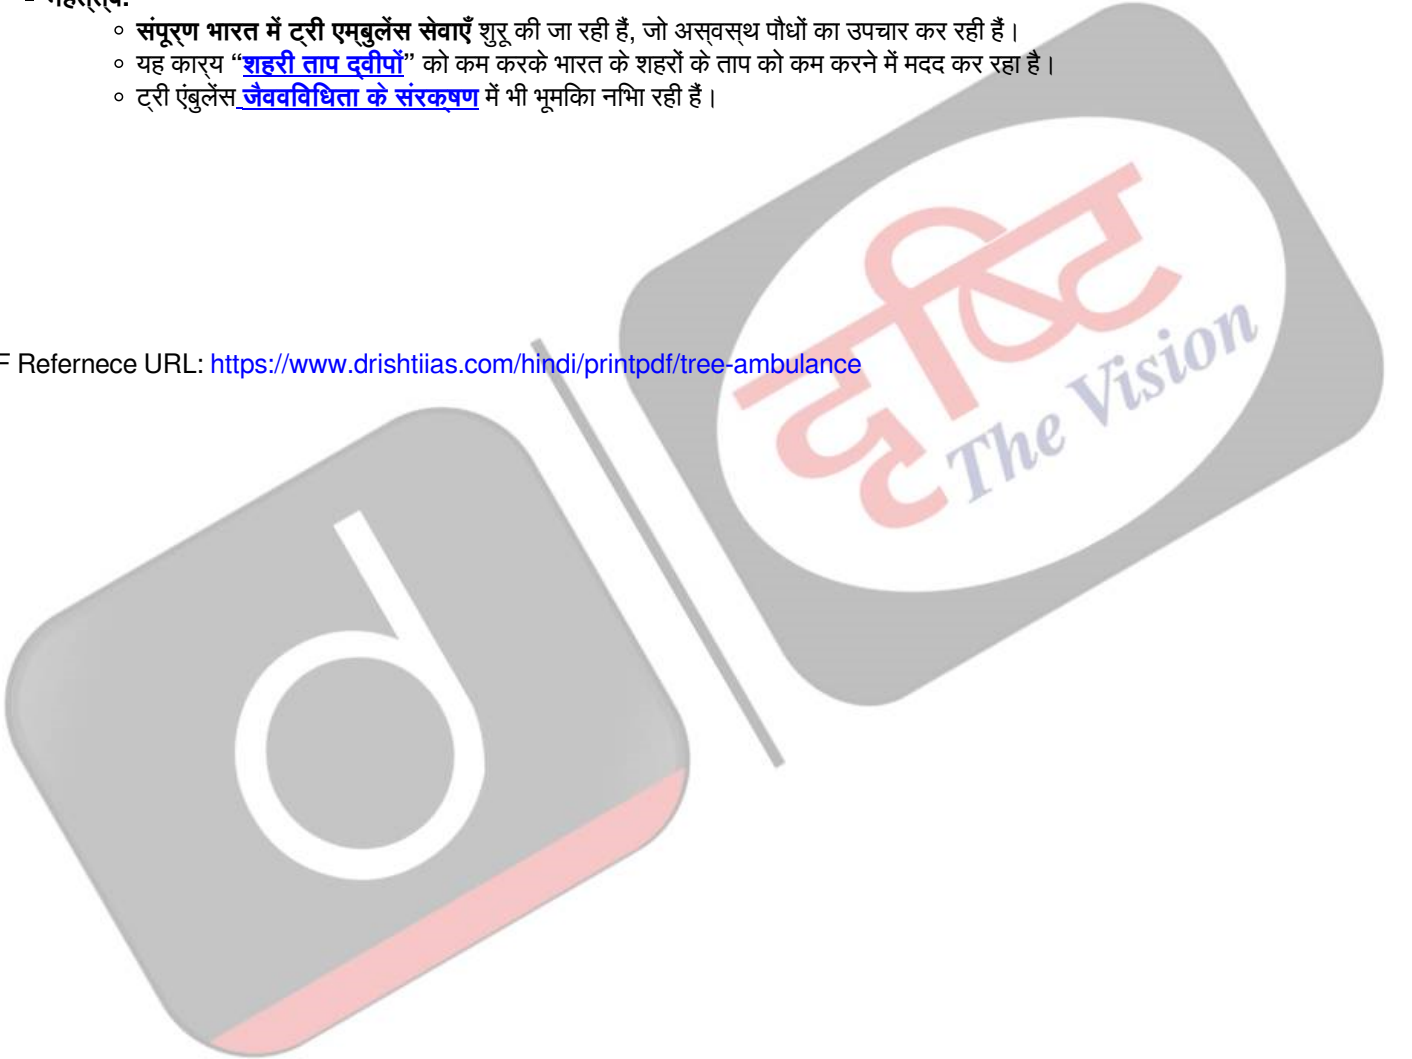 महत्त्व:
संपूर्ण भारत में ट्री एम्बुलेंस सेवाएँ शुरू की जा रही हैं, जो अस्वस्थ पौधों का उपचार कर रही हैं।
यह कार्य “शहरी ताप द्वीपों” को कम करके भारत के शहरों के ताप को कम करने में मदद कर रहा है।
ट्री एंबुलेंस जैवविविधिता के संरक्षण में भी भूमिका निभा रही हैं।
F Refernece URL: https://www.drishtiias.com/hindi/printpdf/tree-ambulance
दृष्टि
The Vision
d